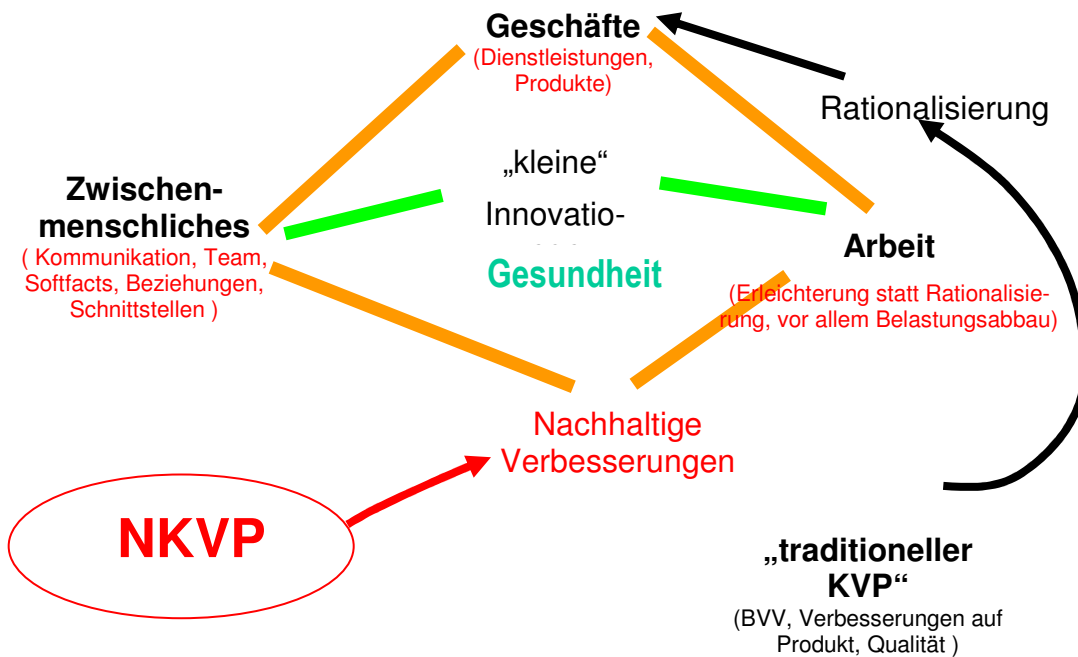 Geschäfte
(Dienstleistungen,
Produkte)
Rationalisierung
„kleine“
Innovatio-
Gesundheit
Zwischen-
menschliches
( Kommunikation, Team,
Softfacts, Beziehungen,
Schnittstellen )
Arbeit
(Erleichterung statt Rationalisie-
rung, vor allem Belastungsabbau)
Nachhaltige
Verbesserungen
NKVP
„traditioneller
KVP“
(BVV, Verbesserungen auf
Produkt, Qualität )